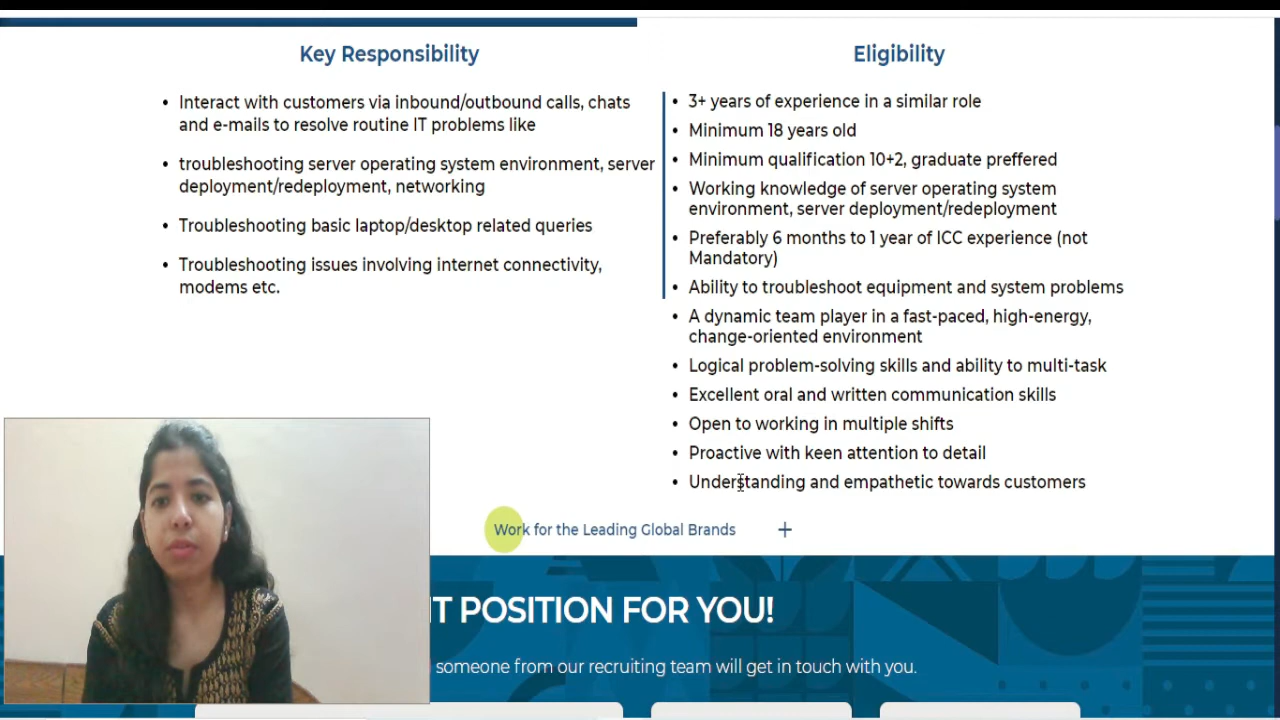 Key Responsibility
• Interact with customers via inbound/outbound calls, chats
and e-mails to resolve routine IT problems like
• troubleshooting server operating system environment, server
deployment/redeployment, networking
• Troubleshooting basic laptop/desktop related queries
• Troubleshooting issues involving internet connectivity,
modems etc.
Eligibility
• 3+ years of experience in a similar role
• Minimum 18 years old
• Minimum qualification 10+2, graduate preffered
• Working knowledge of server operating system
environment, server deployment/redeployment
• Preferably 6 months to 1 year of ICC experience (not
Mandatory)
• Ability to troubleshoot equipment and system problems
• A dynamic team player in a fast-paced, high-energy,
change-oriented environment
• Logical problem-solving skills and ability to multi-task
• Excellent oral and written communication skills
• Open to working in multiple shifts
• Proactive with keen attention to detail
• Understanding and empathetic towards customers
Work for the Leading Global Brands +
POSITION FOR YOU!
someone from our recruiting team will get in touch with you.